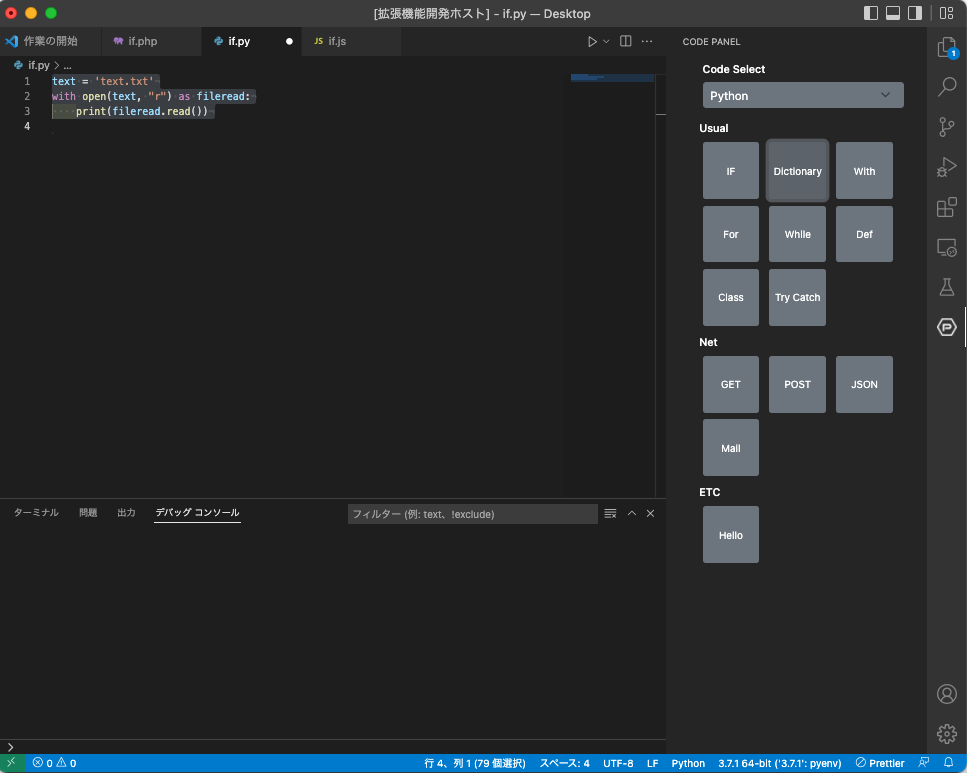 [拡張機能開発ホスト] - if.py — Desktop
作業の開始
if.php
if.py
JS if.js
CODE PANEL
if.py > ...
1 text = 'text.txt'
2 with open(text, "r") as fileread:
3 print(fileread.read())
4
Code Select
Python
Usual
IF
Dictionary
With
For
While
Def
Class
Try Catch
Net
GET
POST
JSON
Mail
ETC
Hello
1
ターミナル
問題
出力
デバッグ コンソール
フィルター (例: text、!exclude)
0
0
行 4、列 1 (79 個選択)
スペース: 4
UTF-8
LF
Python
3.7.1 64-bit ('3.7.1': pyenv)
Prettier